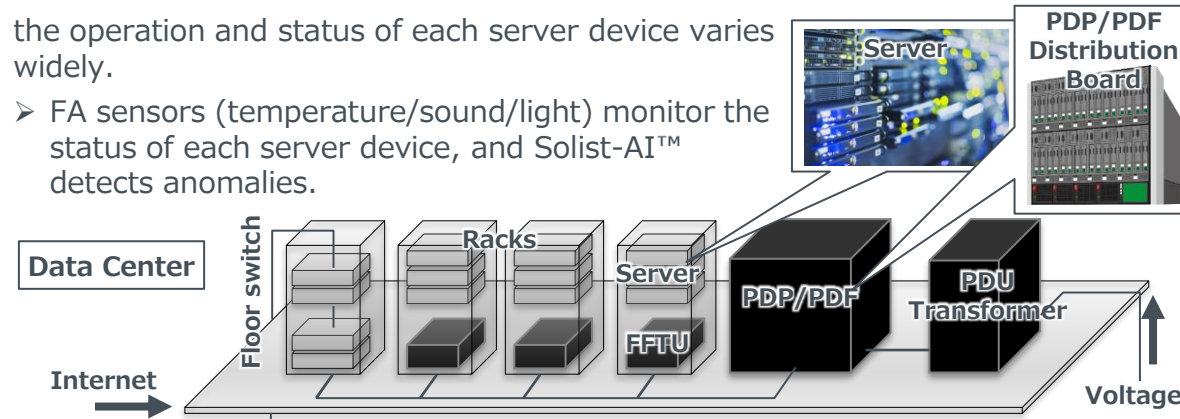 the operation and status of each server device varies
widely.
➢ FA sensors (temperature/sound/light) monitor the
status of each server device, and Solist-AI™
detects anomalies.
Server
PDP/PDF
Distribution
Board
Data Center
Floor switch
Racks
Server
FFTU
PDP/PDF
PDU
Transformer
Internet
Voltage